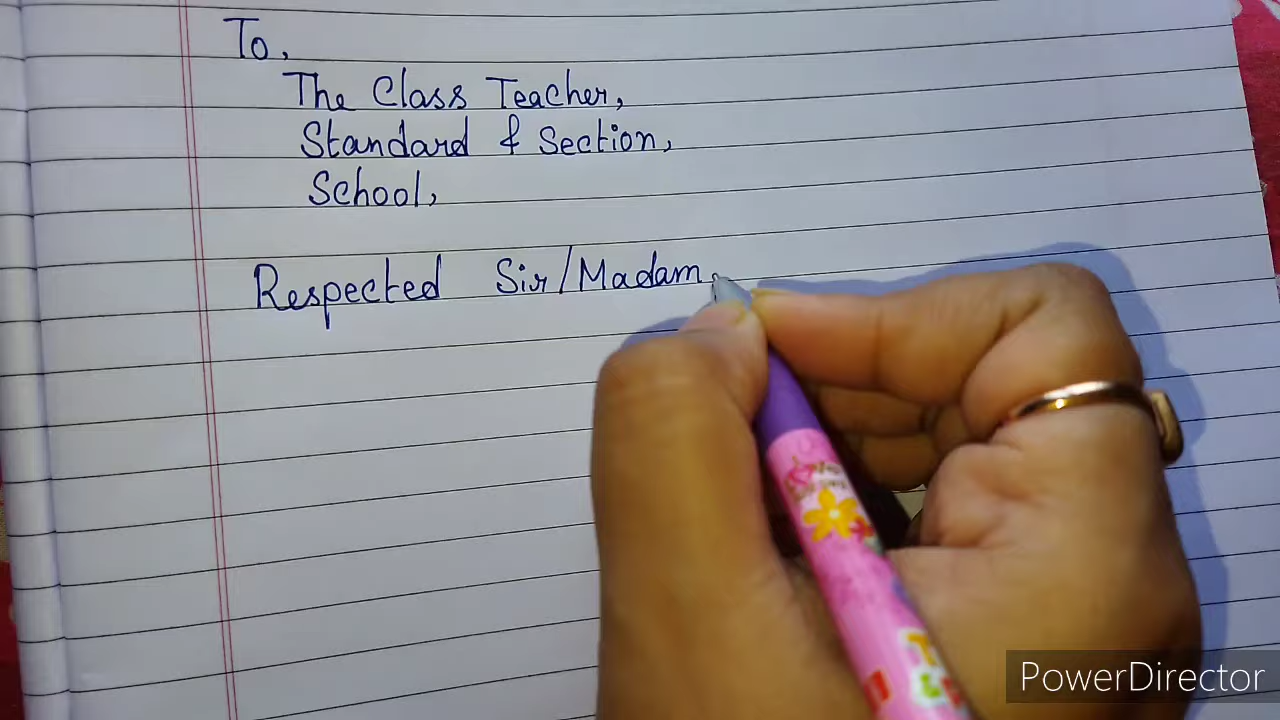 To,
The Class Teacher,
Standard & Section,
School,
Respected Sir/Madam,
PowerDirector